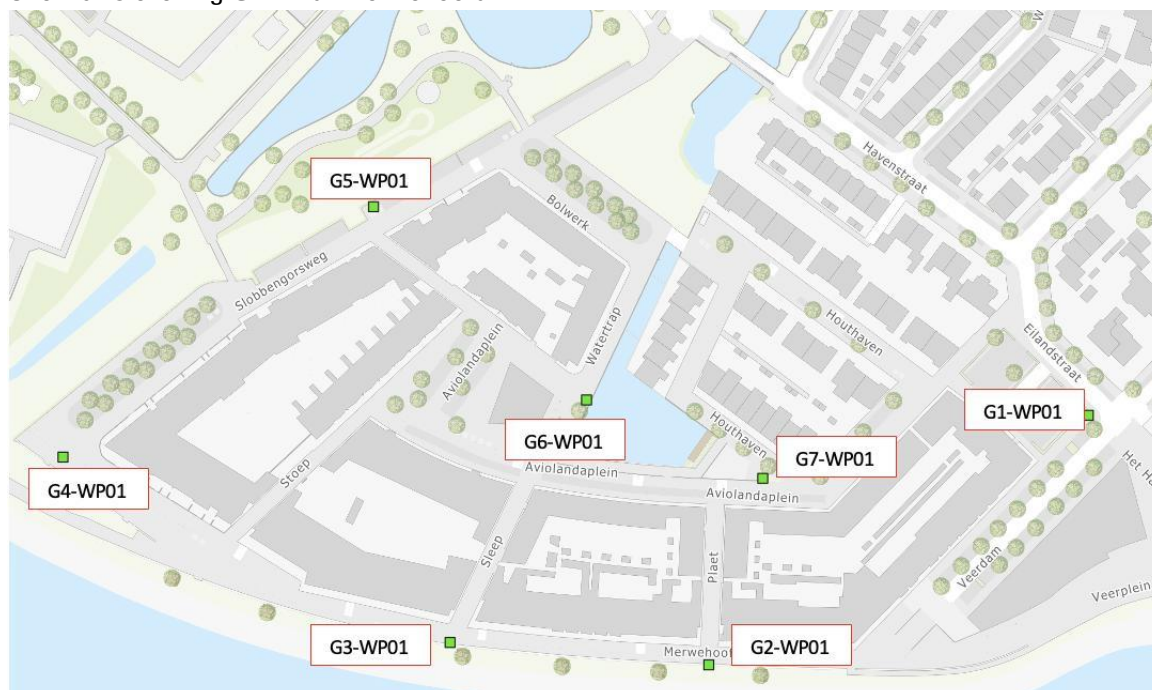 G5-WP01
Bolwerk
Havenstraat
Slobbengorsweg
Watertrap
Houthaven
Eilandstraat
Aviolandaplein
G1-WP01
G6-WP01
Houthaven
G7-WP01
G4-WP01
Stoep
Aviolandaplein
Aviolandaplein
Sleep
Plaet
Veerdam
Veerplein
G3-WP01
G2-WP01